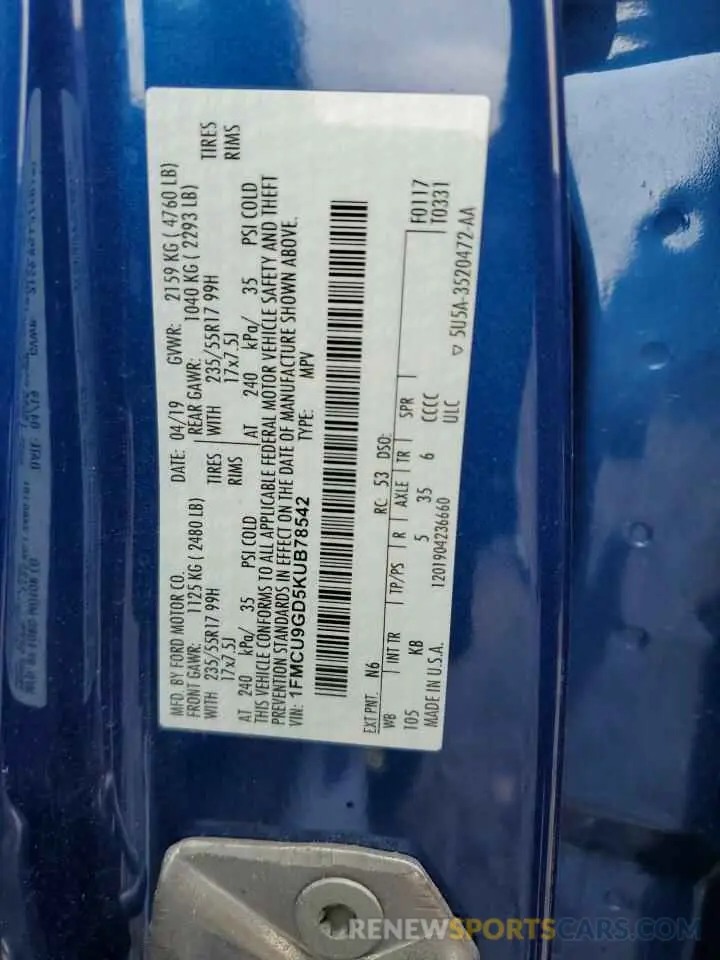 MFD. BY FORD MOTOR CO.
DATE: 04/19 GVWR: 2159 KG ( 4760 LB)
FRONT GAWR: 1125 KG ( 2480 LB) REAR GAWR: 1040 KG ( 2293 LB)
WITH 235/55R17 99H TIRES WITH 235/55R17 99H TIRES
17x7.5J RIMS 17x7.5J RIMS
AT 240 kPa/ 35 PSI COLD AT 240 kPa/ 35 PSI COLD
THIS VEHICLE CONFORMS TO ALL APPLICABLE FEDERAL MOTOR VEHICLE SAFETY AND THEFT
PREVENTION STANDARDS IN EFFECT ON THE DATE OF MANUFACTURE SHOWN ABOVE.
VIN: 1FMCU9GD5KUB78542 TYPE: MPV
EXT PNT: N6 RC: 53 DSO: F0117
WB INT TR TP/PS R AXLE TR SPR T0331
105 KB 5 35 6 CCCC
MADE IN U.S.A. 1201904236660 ULC ▽ 5U5A-3520472-AA
RENEWSPORTSCARS.COM